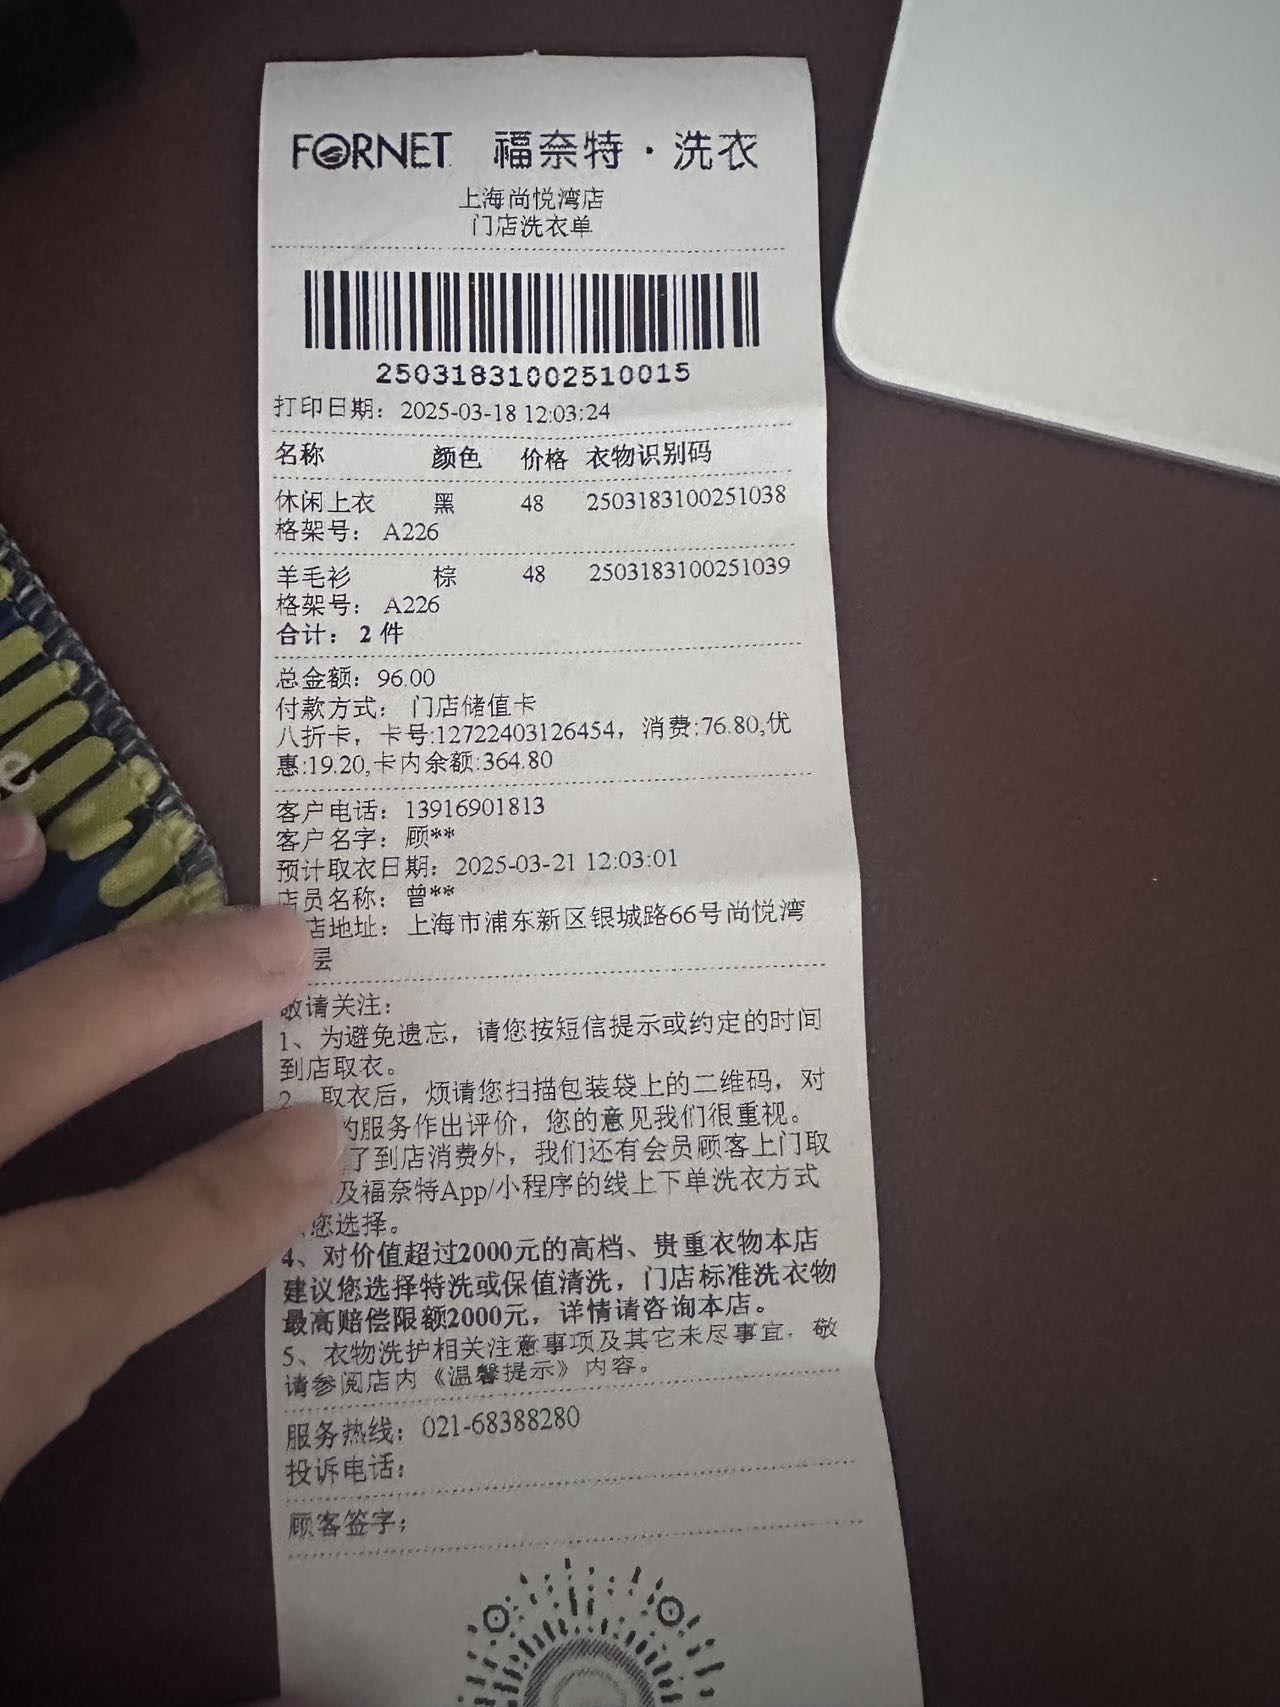 FORNET 福奈特·洗衣
上海尚悦湾店
门店洗衣单
25031831002510015
打印日期：2025-03-18 12:03:24
名称 颜色 价格 衣物识别码
休闲上衣 黑 48 2503183100251038
格架号：A226
羊毛衫 棕 48 2503183100251039
格架号：A226
合计：2件
总金额：96.00
付款方式：门店储值卡
八折卡，卡号:12722403126454，消费:76.80,优
惠:19.20,卡内余额:364.80
客户电话：13916901813
客户名字：顾**
预计取衣日期：2025-03-21 12:03:01
店员名称：曾**
店地址：上海市浦东新区银城路66号尚悦湾
层
敬请关注：
1、为避免遗忘，请您按短信提示或约定的时间
到店取衣。
2、取衣后，烦请您扫描包装袋上的二维码，对
的服务作出评价，您的意见我们很重视。
了到店消费外，我们还有会员顾客上门取
及福奈特App/小程序的线上下单洗衣方式
您选择。
4、对价值超过2000元的高档、贵重衣物本店
建议您选择特洗或保值清洗，门店标准洗衣物
最高赔偿限额2000元，详情请咨询本店。
5、衣物洗护相关注意事项及其它未尽事宜，敬
请参阅店内《温馨提示》内容。
服务热线：021-68388280
投诉电话：
顾客签字：
e